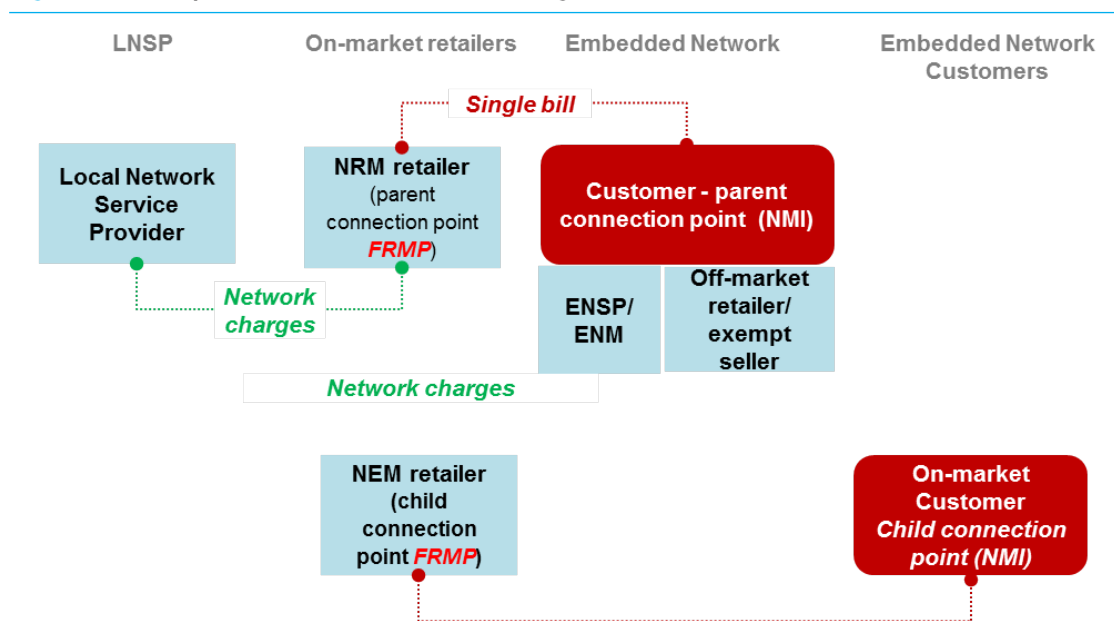 LNSP
On-market retailers
Embedded Network
Embedded Network
Customers
Single bill
Local Network
Service
Provider
NRM retailer
(parent
connection point
FRMP)
Customer - parent
connection point (NMI)
Network
charges
ENSP/
ENM
Off-market
retailer/
exempt
seller
Network charges
NEM retailer
(child
connection
point FRMP)
On-market
Customer
Child connection
point (NMI)